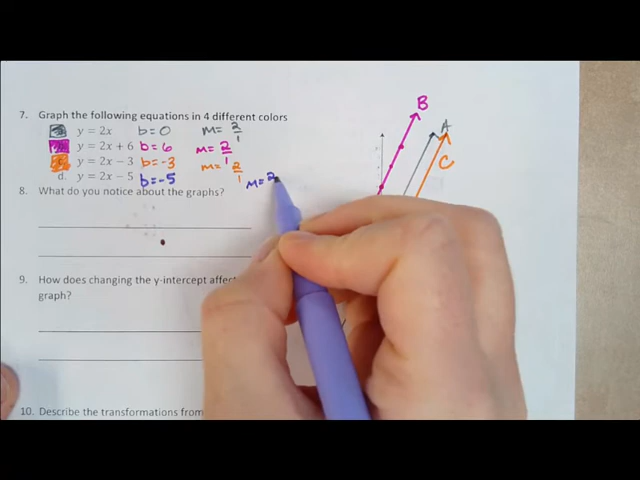 7. Graph the following equations in 4 different colors
y = 2x b=0 m=2/1
y = 2x + 6 b=6 m=2/1
y = 2x − 3 b=-3 m=2/1
d. y = 2x − 5 b=-5 m=2
8. What do you notice about the graphs?
9. How does changing the y-intercept affect
graph?
10. Describe the transformations from
B
A
C